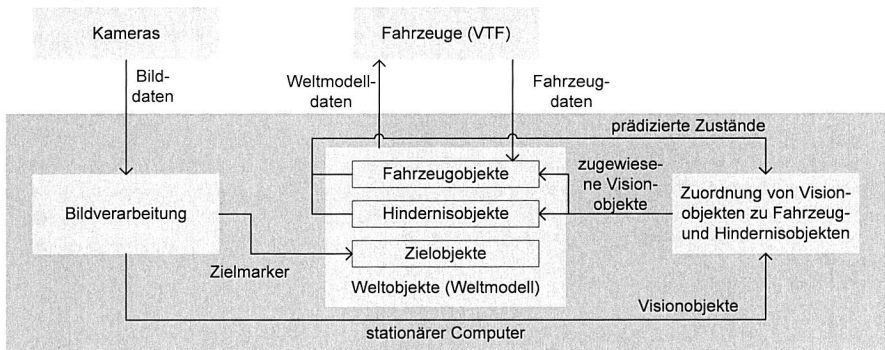 Kameras
Fahrzeuge (VTF)
Bild-
daten
Weltmodell-
daten
Fahrzeug-
daten
prädizierte Zustände
Fahrzeugobjekte
zugewiese-
ne Vision-
objekte
Bildverarbeitung
Hindernisobjekte
Zuordnung von Vision-
objekten zu Fahrzeug-
und Hindernisobjekten
Zielobjekte
Zielmarker
Weltobjekte (Weltmodell)
Visionobjekte
stationärer Computer